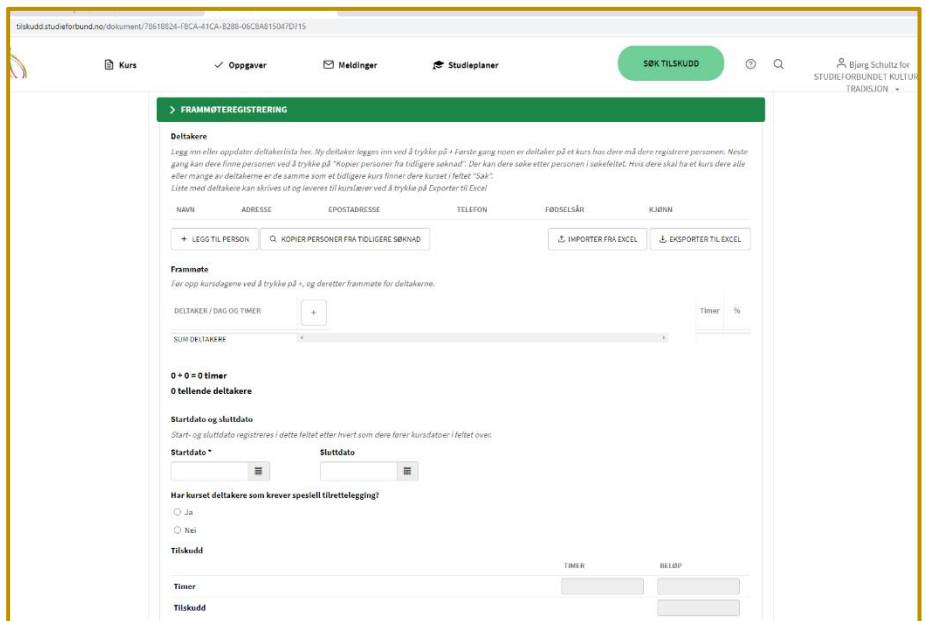 tilskudd.studieforbund.no/dokument/78618824-F8CA-41CA-B288-06C8A815047D?15
Kurs Oppgaver Meldinger Studieplaner SØK TILSKUDD Bjørg Schultz for
STUDIEFORBUNDET KULTUR
TRADISJON
> FRAMMØTEREGISTRERING
Deltakere
Legg inn eller oppdater deltakerlista her. Ny deltaker legges inn ved å trykke på + Første gang noen er deltaker på et kurs hos dere må dere registrere personen. Neste
gang kan dere finne personen ved å trykke på "Kopier personer fra tidligere søknad". Der kan dere søke etter personen i søkefeltet. Hvis dere skal ha et kurs dere alle
eller mange av deltakerne er de samme som et tidligere kurs finner dere kurset i feltet "Sak".
Liste med deltakere kan skrives ut og leveres til kurslærer ved å trykke på Exporter til Excel
NAVN ADRESSE EPOSTADRESSE TELEFON FØDSELSÅR KJØNN
+ LEGG TIL PERSON KOPIER PERSONER FRA TIDLIGERE SØKNAD IMPORTER FRA EXCEL EKSPORTER TIL EXCEL
Frammøte
Før opp kursdagene ved å trykke på +, og deretter frammøte for deltakerne.
DELTAKER / DAG OG TIMER + Timer %
SUM DELTAKERE
0 + 0 = 0 timer
0 tellende deltakere
Startdato og sluttdato
Start- og sluttdato registreres i dette feltet etter hvert som dere fører kursdatoer i feltet over.
Startdato * Sluttdato
Har kurset deltakere som krever spesiell tilrettelegging?
Ja
Nei
Tilskudd
TIMER BELØP
Timer
Tilskudd